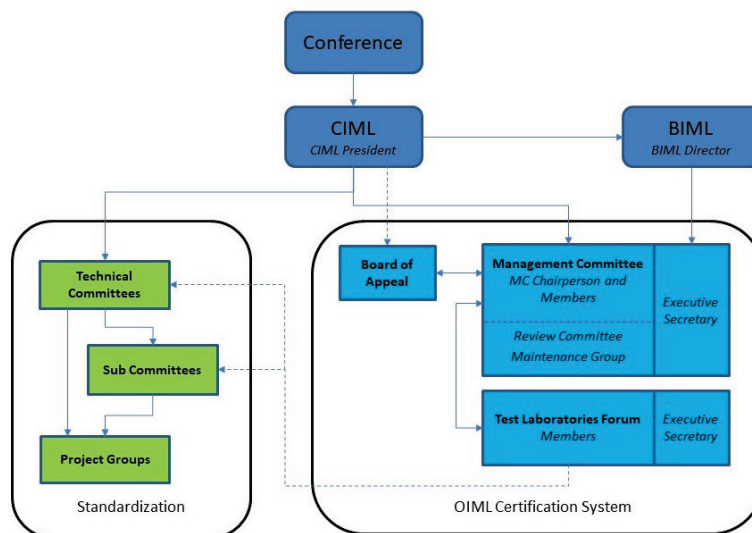 Conference
CIML
CIML President
BIML
BIML Director
Technical
Committees
Sub Committees
Project Groups
Standardization
Board of
Appeal
Management Committee
MC Chairperson and
Members
Review Committee
Maintenance Group
Executive
Secretary
Test Laboratories Forum
Members
Executive
Secretary
OIML Certification System